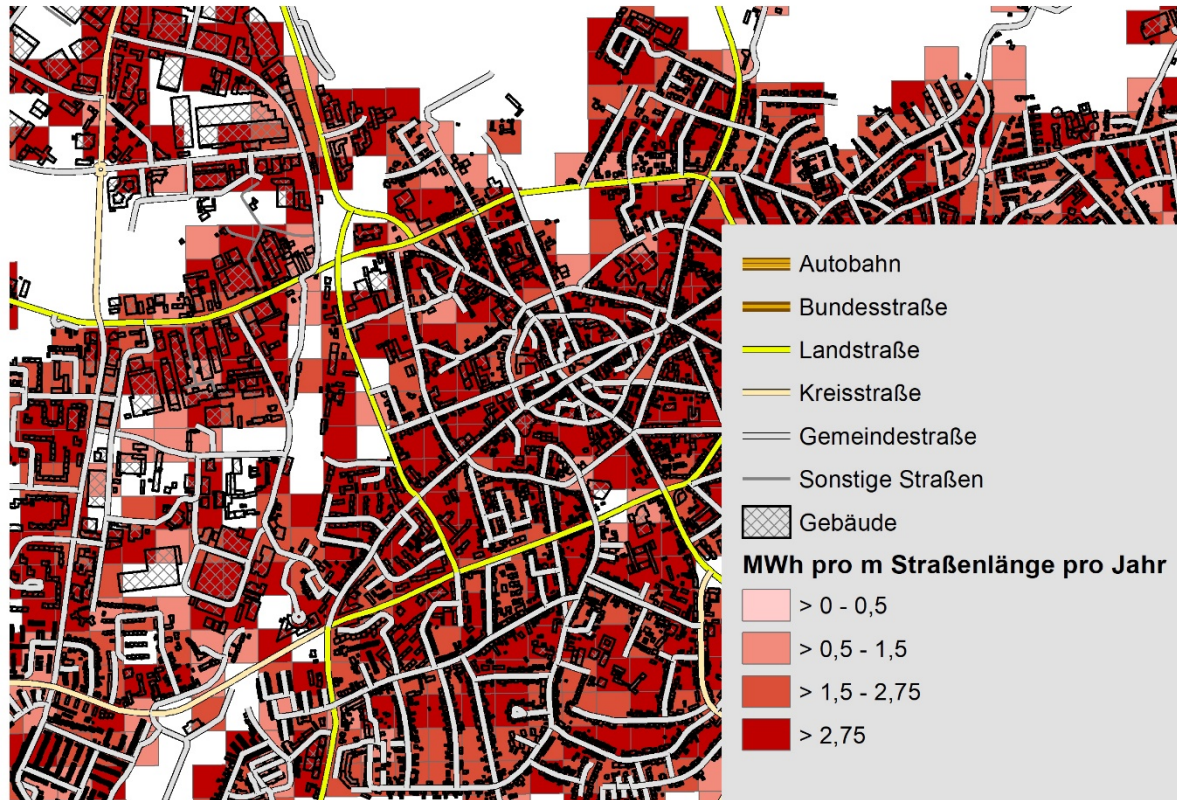 Autobahn
Bundesstraße
Landstraße
Kreisstraße
Gemeindestraße
Sonstige Straßen
Gebäude
MWh pro m Straßenlänge pro Jahr
> 0 - 0,5
> 0,5 - 1,5
> 1,5 - 2,75
> 2,75